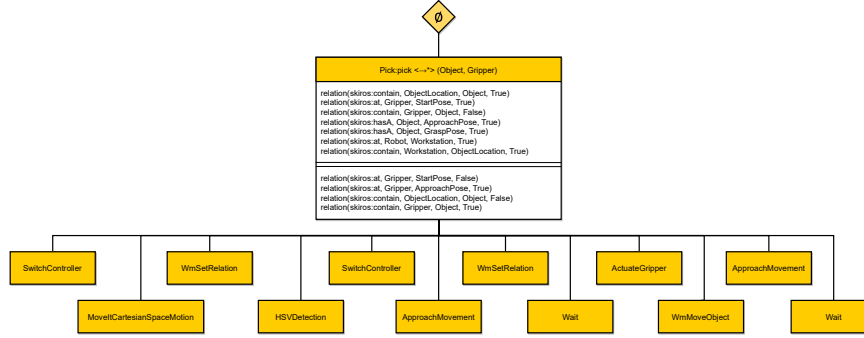 Ø
Pick:pick <→*> (Object, Gripper)
relation(skiros:contain, ObjectLocation, Object, True)
relation(skiros:at, Gripper, StartPose, True)
relation(skiros:contain, Gripper, Object, False)
relation(skiros:hasA, Object, ApproachPose, True)
relation(skiros:hasA, Object, GraspPose, True)
relation(skiros:at, Robot, Workstation, True)
relation(skiros:contain, Workstation, ObjectLocation, True)
relation(skiros:at, Gripper, StartPose, False)
relation(skiros:at, Gripper, ApproachPose, True)
relation(skiros:contain, ObjectLocation, Object, False)
relation(skiros:contain, Gripper, Object, True)
SwitchController
WmSetRelation
SwitchController
WmSetRelation
ActuateGripper
ApproachMovement
MoveItCartesianSpaceMotion
HSVDetection
ApproachMovement
Wait
WmMoveObject
Wait